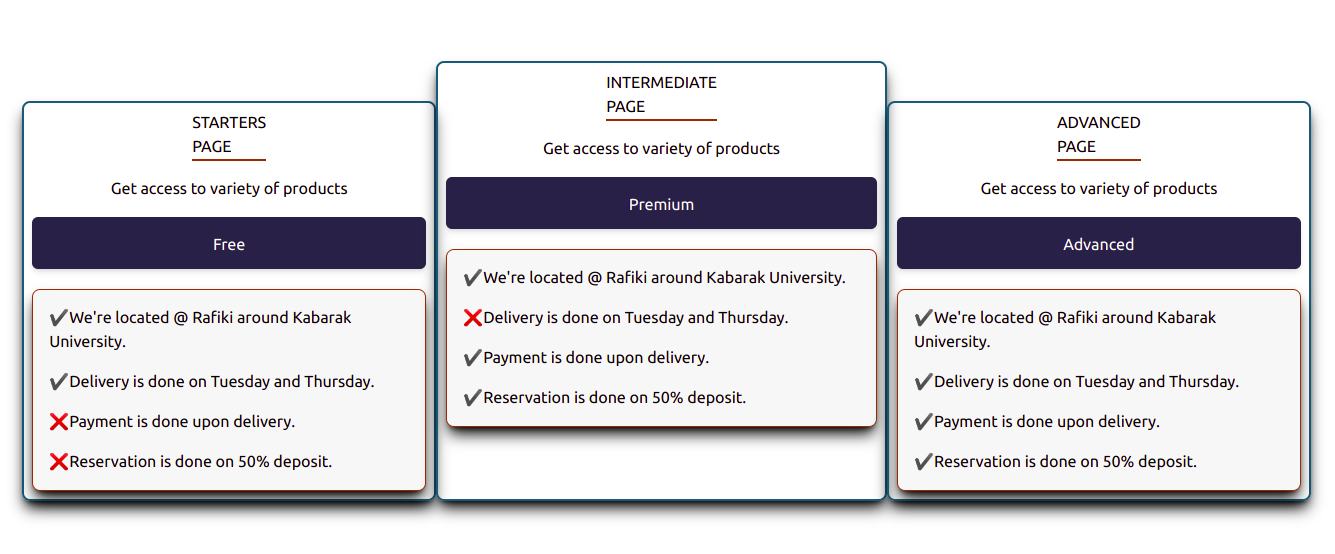 STARTERS
PAGE
Get access to variety of products
Free
✔We're located @ Rafiki around Kabarak
University.
✔Delivery is done on Tuesday and Thursday.
❌Payment is done upon delivery.
❌Reservation is done on 50% deposit.
INTERMEDIATE
PAGE
Get access to variety of products
Premium
✔We're located @ Rafiki around Kabarak University.
❌Delivery is done on Tuesday and Thursday.
✔Payment is done upon delivery.
✔Reservation is done on 50% deposit.
ADVANCED
PAGE
Get access to variety of products
Advanced
✔We're located @ Rafiki around Kabarak
University.
✔Delivery is done on Tuesday and Thursday.
✔Payment is done upon delivery.
✔Reservation is done on 50% deposit.